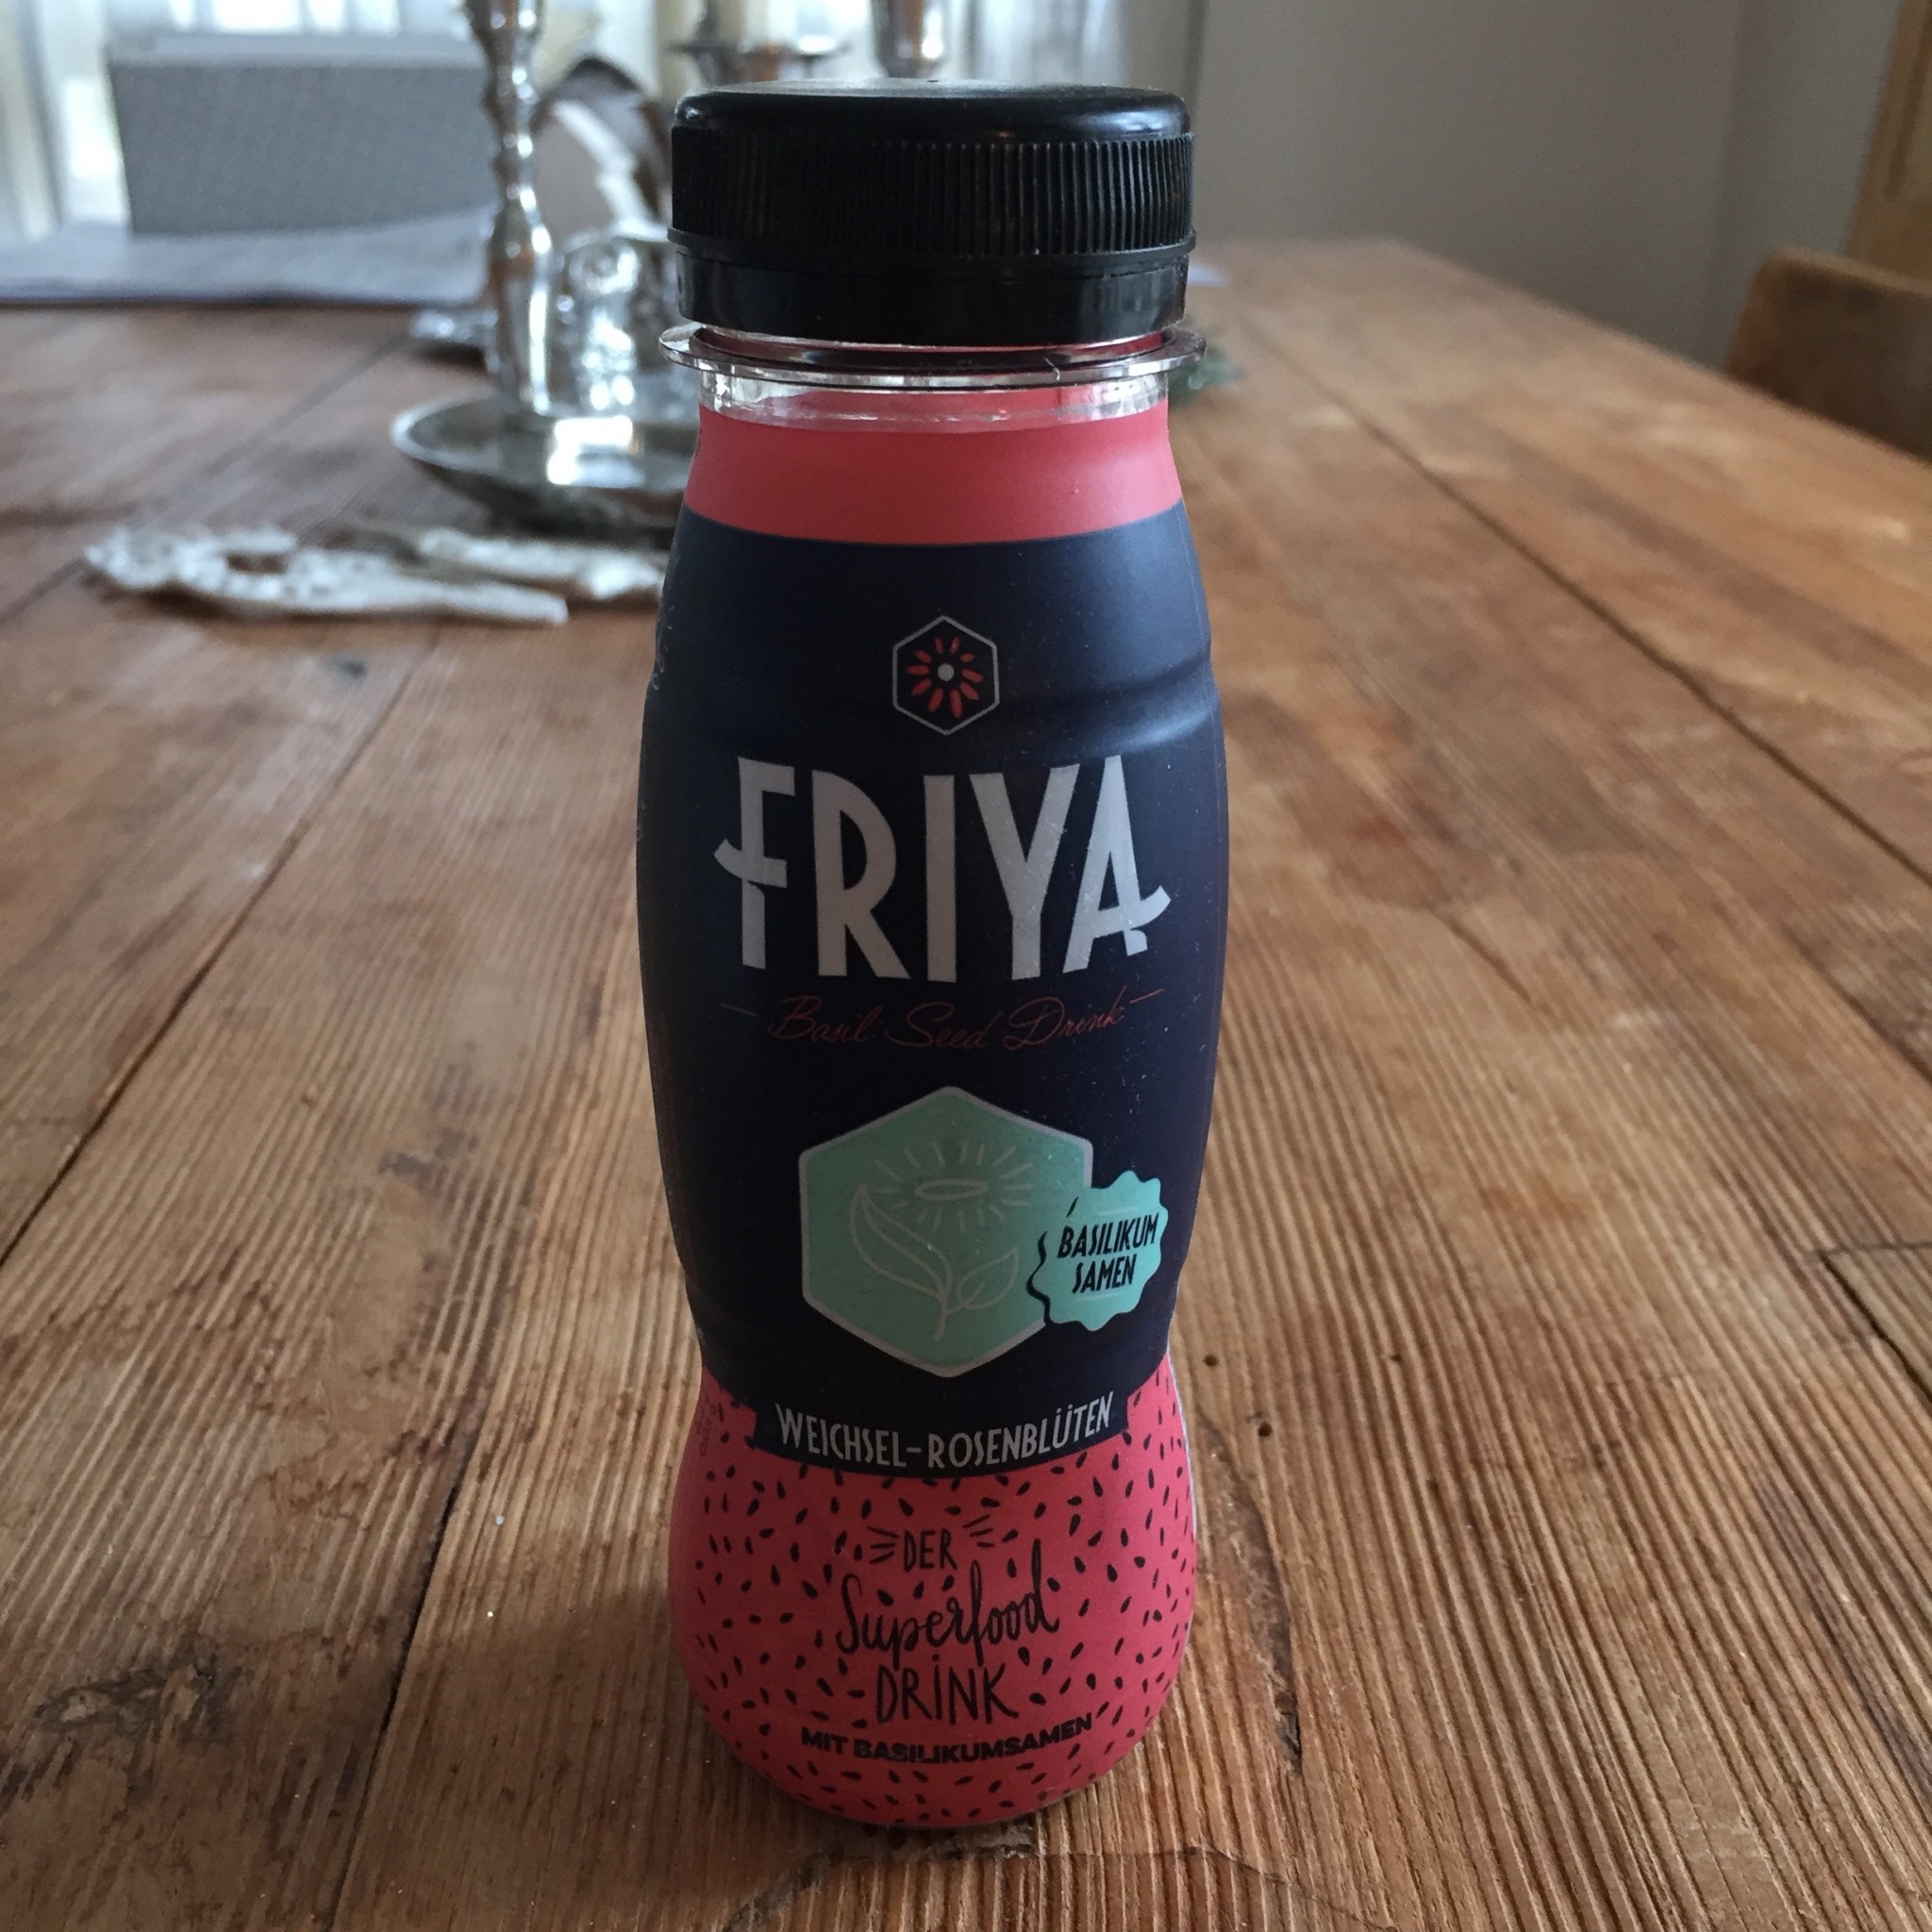 FRIYA
Basil Seed Drink
BASILIKUM
SAMEN
WEICHSEL-ROSENBLÜTEN
DER
Superfood
DRINK
MIT BASILIKUMSAMEN